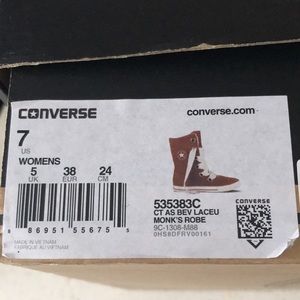 CONVERSE
converse.com
7
US
WOMENS
5 38 24
UK EUR CM
535383C
CT AS BEV LACEU
MONK'S ROBE
9C-1308-M88
0HS8DFRV00161
CONVERSE
8 86951 55675 5
MADE IN VIETNAM
FABRIQUE AU VIETNAM